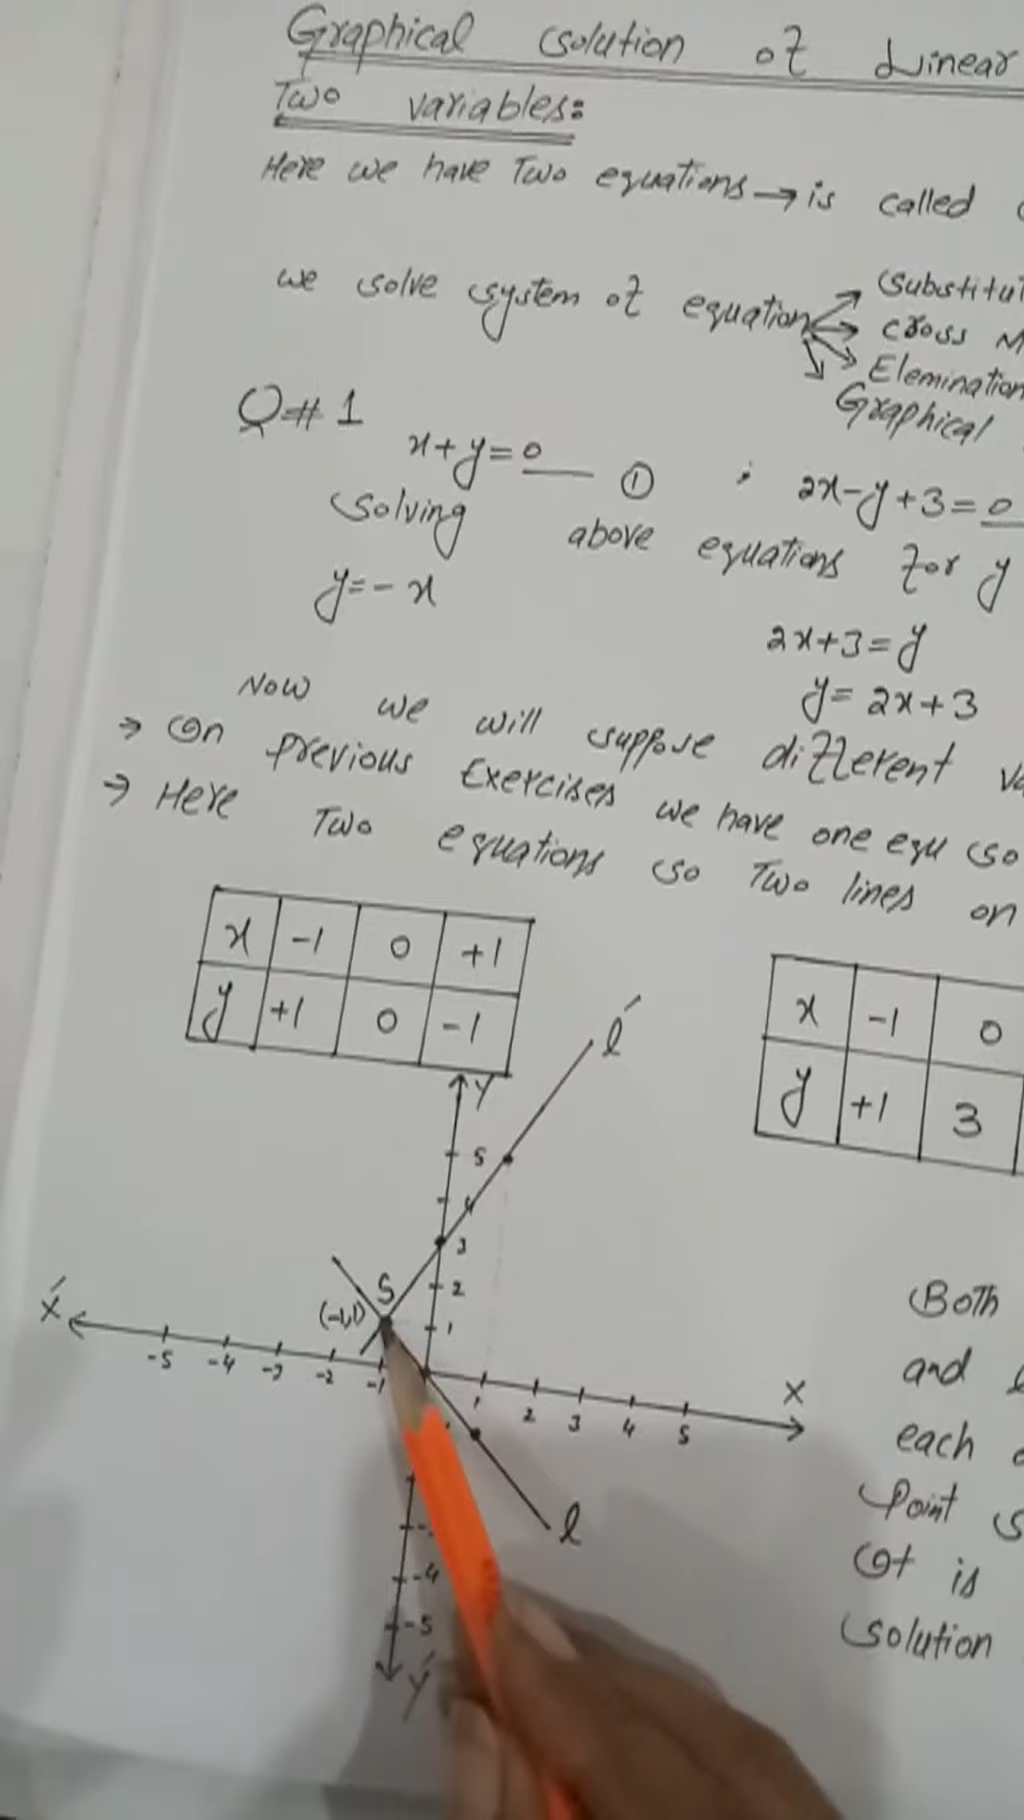 Graphical solution of Linear
Two variables:
Here we have Two equations → is called
we solve system of equation
cross
Elemination
Graphical
Q#1
x+y=0 ① ; 2x-y+3=0
solving above equations for y
y=-x
2x+3=y
y=2x+3
Now we will suppose different
→ In previous Exercises we have one equ so
→ Here Two equations so Two lines on
x -1 0 +1
y +1 0 -1
x -1 0
y +1 3
l'
Y
5
4
3
2
1
S
(-1,1)
X' -5 -4 -3 -2 -1 1 2 3 4 5 X
l
-4
-5
Y'
Both
and
each
Point S
It is
solution